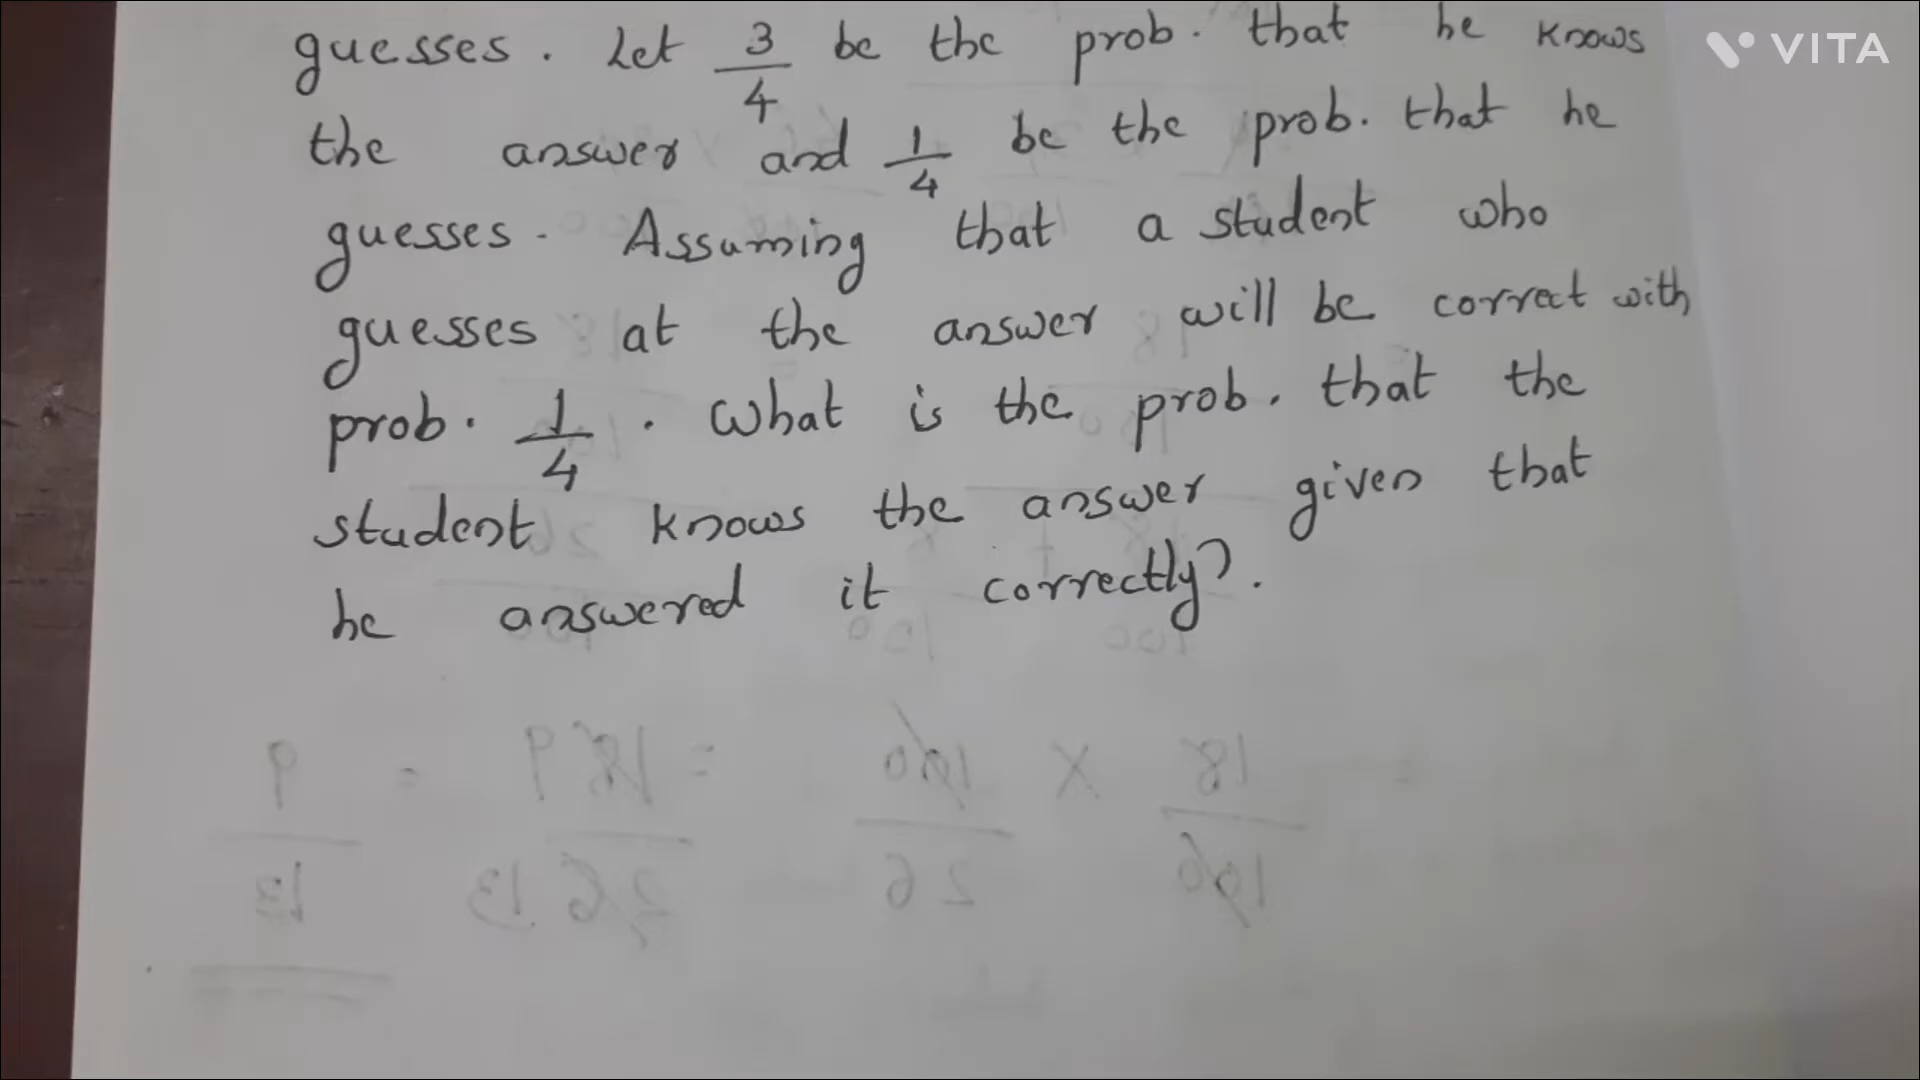 guesses. Let 3/4 be the prob. that he knows
the answer and 1/4 be the prob. that he
guesses. Assuming that a student who
guesses at the answer will be correct with
prob. 1/4. What is the prob. that the
student knows the answer given that
he answered it correctly?.
VITA